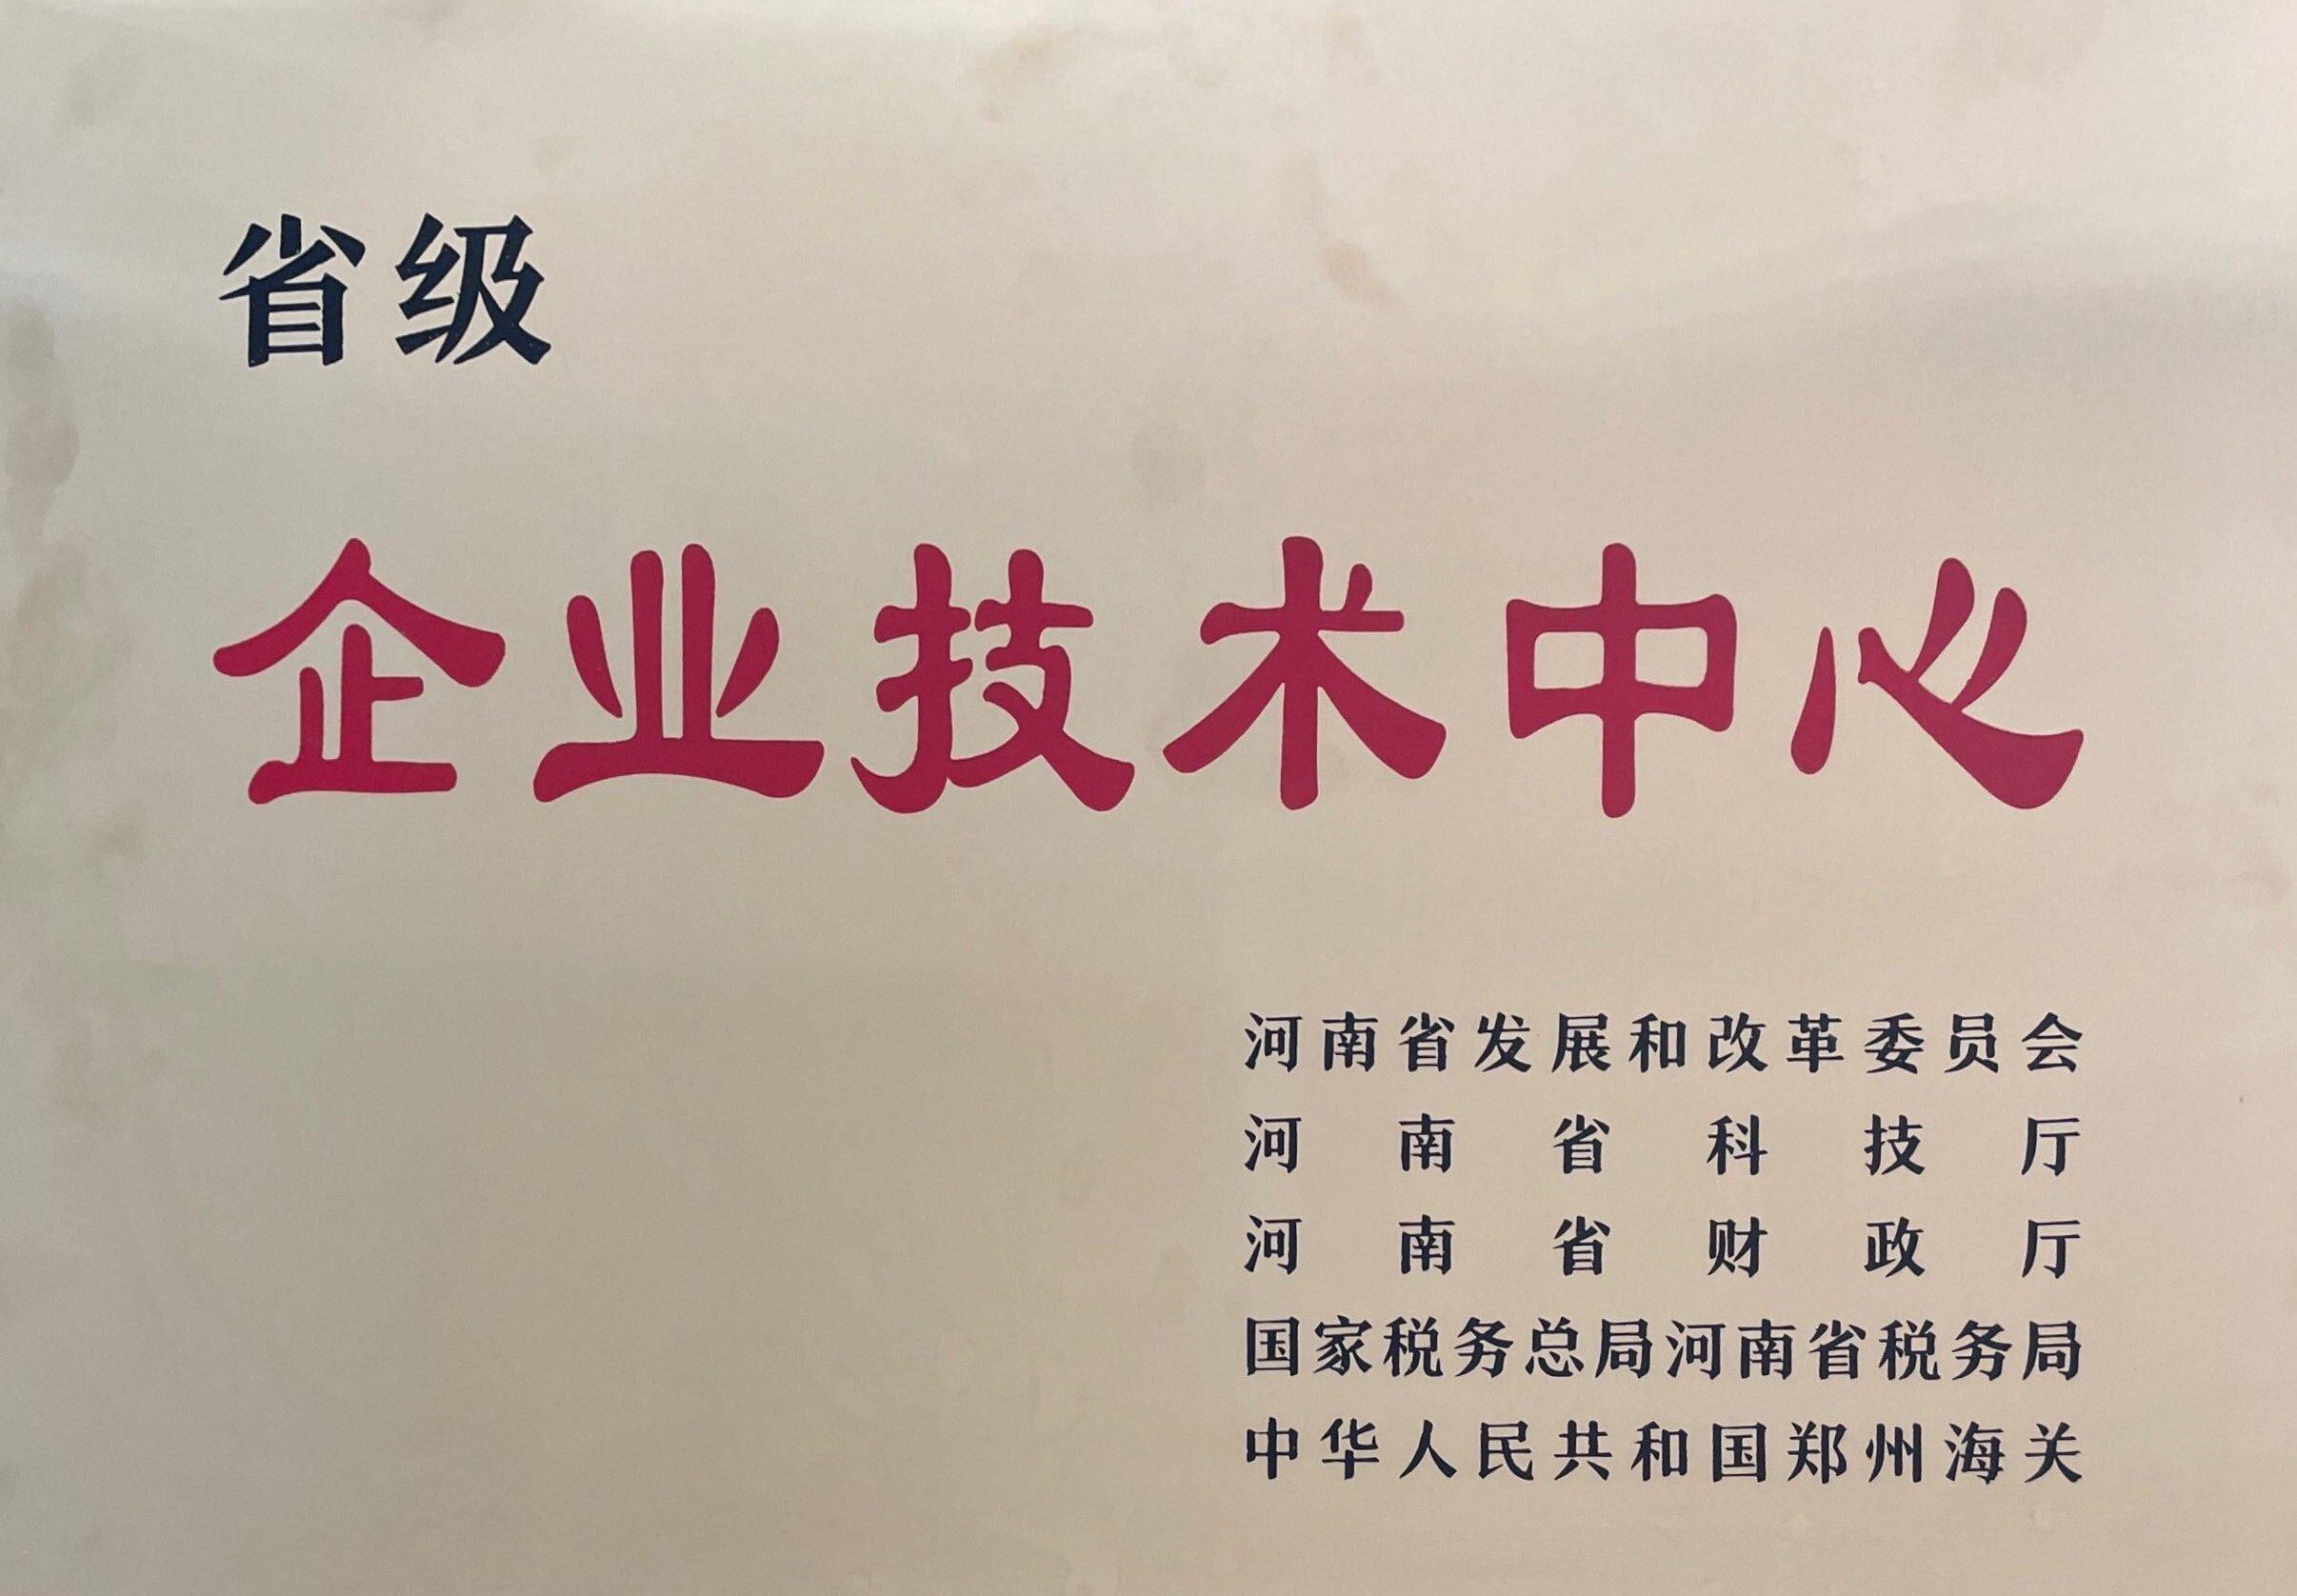 省级
企业技术中心
河南省发展和改革委员会
河南省科技厅
河南省财政厅
国家税务总局河南省税务局
中华人民共和国郑州海关